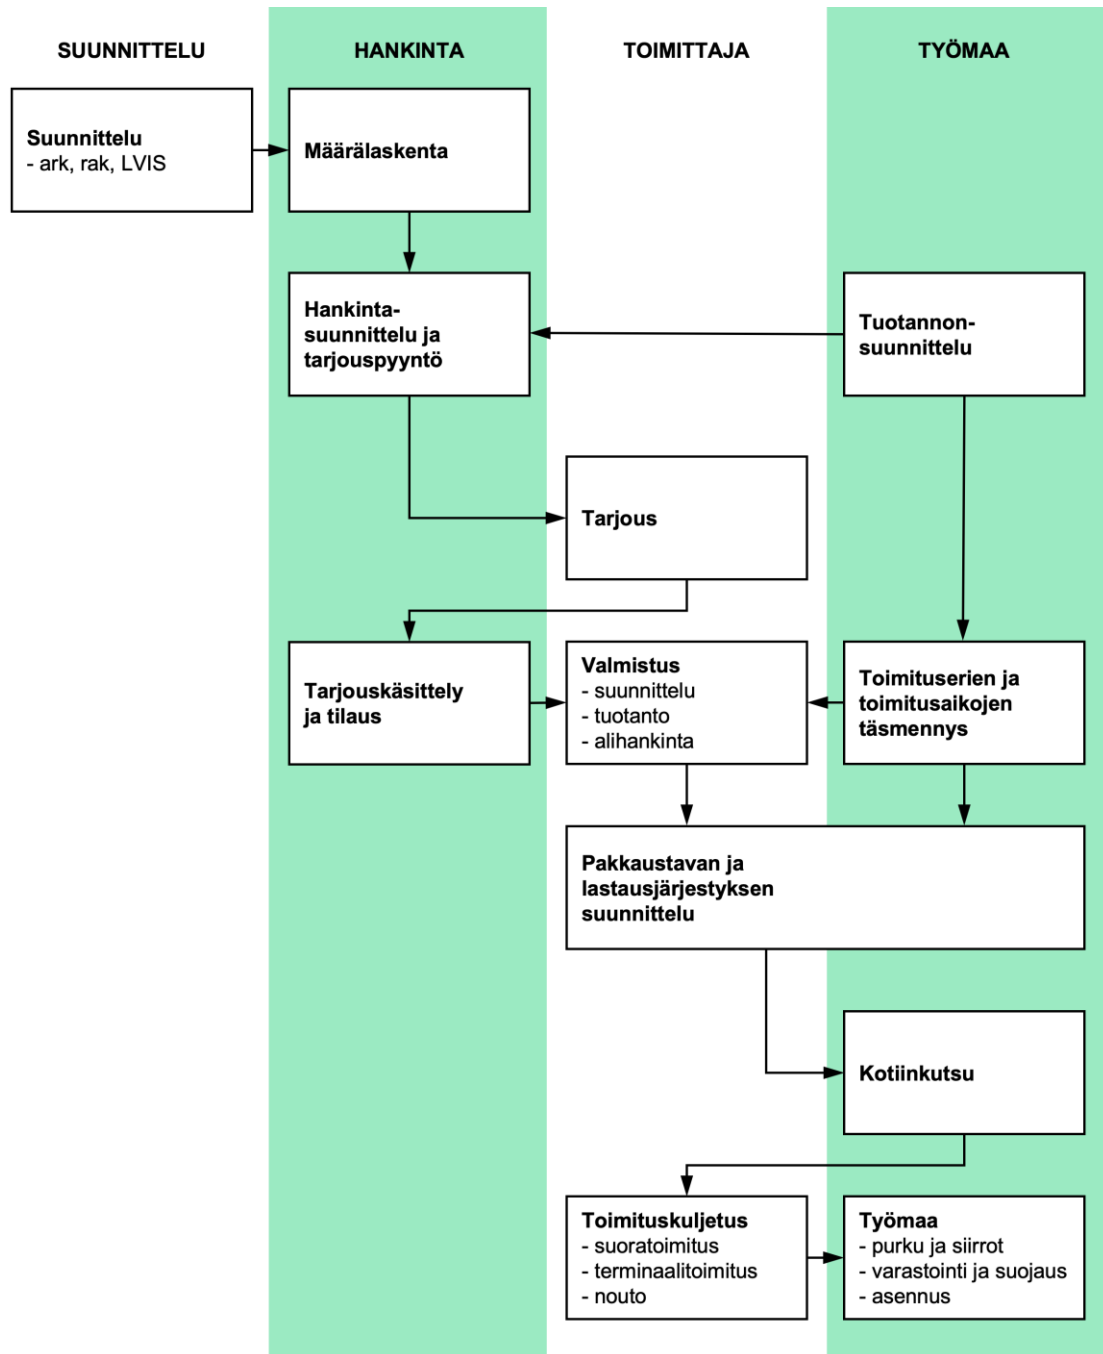 SUUNNITTELU
HANKINTA
TOIMITTAJA
TYÖMAA
Suunnittelu
- ark, rak, LVIS
Määrälaskenta
Hankinta-
suunnittelu ja
tarjouspyyntö
Tuotannon-
suunnittelu
Tarjous
Tarjouskäsittely
ja tilaus
Valmistus
- suunnittelu
- tuotanto
- alihankinta
Toimituserien ja
toimitusaikojen
täsmennys
Pakkaustavan ja
lastausjärjestyksen
suunnittelu
Kotiinkutsu
Toimituskuljetus
- suoratoimitus
- terminaalitoimitus
- nouto
Työmaa
- purku ja siirrot
- varastointi ja suojaus
- asennus